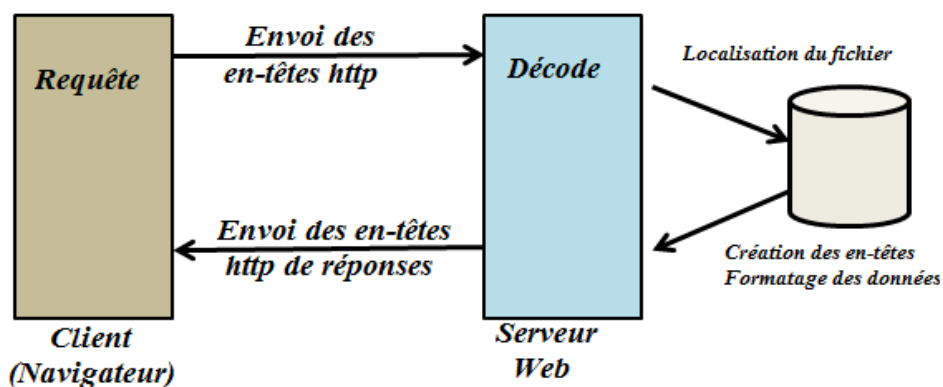 Envoi des
en-têtes http
Requête
Décode
Localisation du fichier
Envoi des en-têtes
http de réponses
Création des en-têtes
Formatage des données
Client
(Navigateur)
Serveur
Web